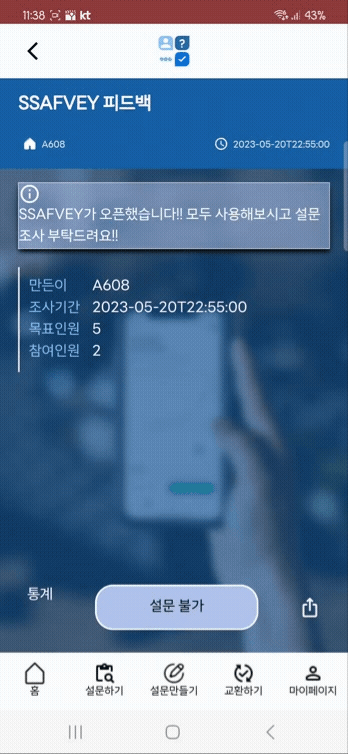 11:38 kt 43%
?
SSAFVEY 피드백
A608 2023-05-20T22:55:00
SSAFVEY가 오픈했습니다!! 모두 사용해보시고 설문
조사 부탁드려요!!
만든이 A608
조사기간 2023-05-20T22:55:00
목표인원 5
참여인원 2
통계 설문 불가
홈 설문하기 설문만들기 교환하기 마이페이지